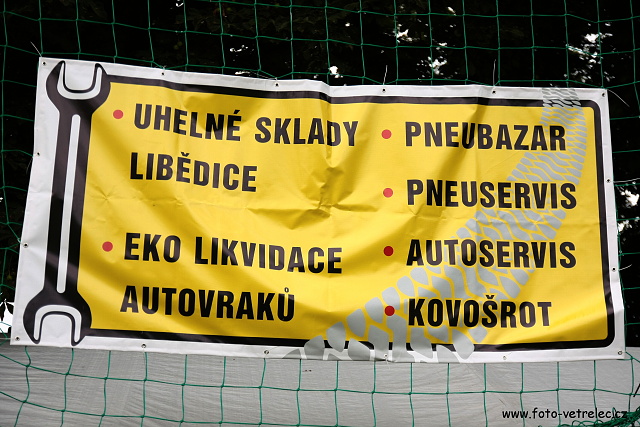 UHELNÉ SKLADY
LIBĚDICE
EKO LIKVIDACE
AUTOVRAKŮ
PNEUBAZAR
PNEUSERVIS
AUTOSERVIS
KOVOŠROT
www.foto-vetrelec.cz